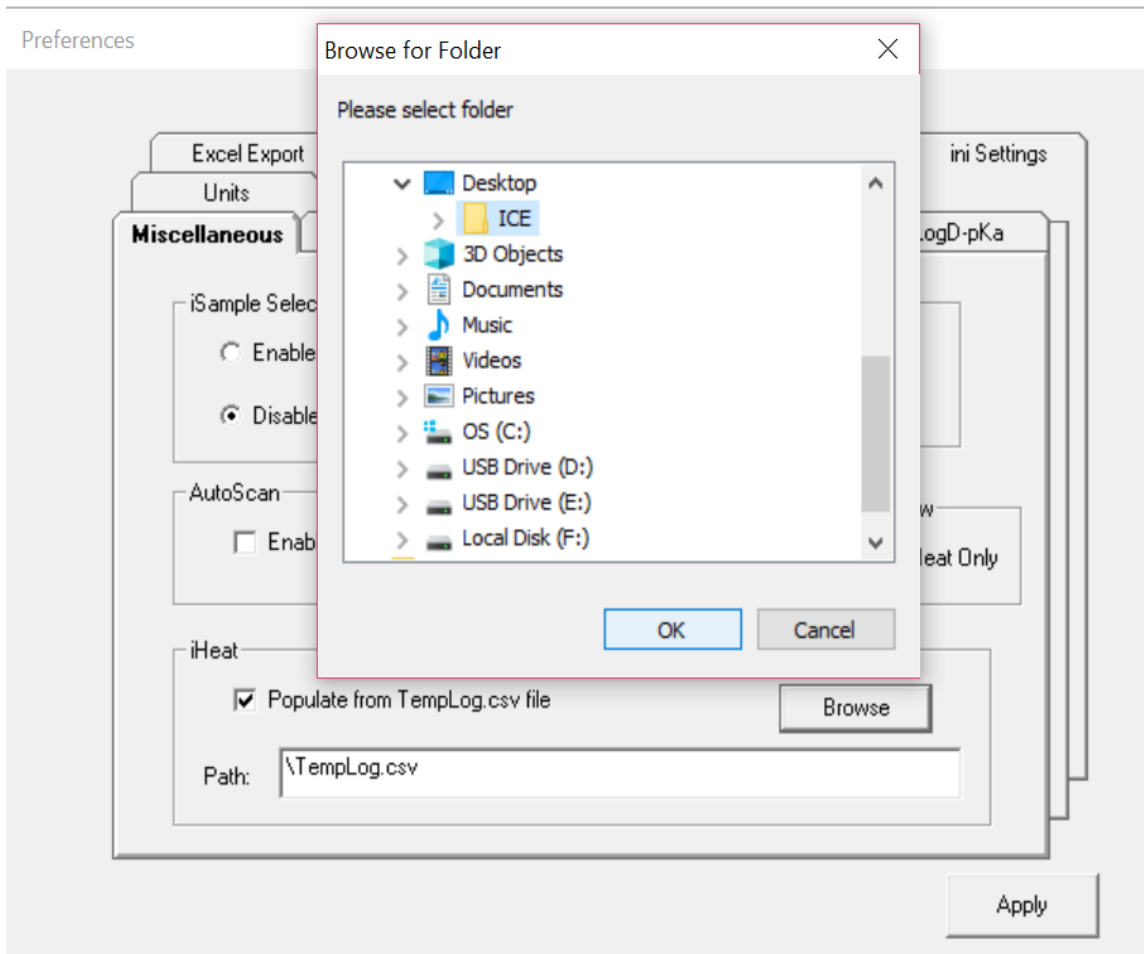 Preferences
Browse for Folder
Please select folder
Desktop
ICE
3D Objects
Documents
Music
Videos
Pictures
OS (C:)
USB Drive (D:)
USB Drive (E:)
Local Disk (F:)
OK
Cancel
Excel Export
ini Settings
Units
Miscellaneous
LogD-pKa
iSample Selec
Enable
Disable
AutoScan
Enab
w
Heat Only
iHeat
Populate from TempLog.csv file
Browse
Path:
\TempLog.csv
Apply